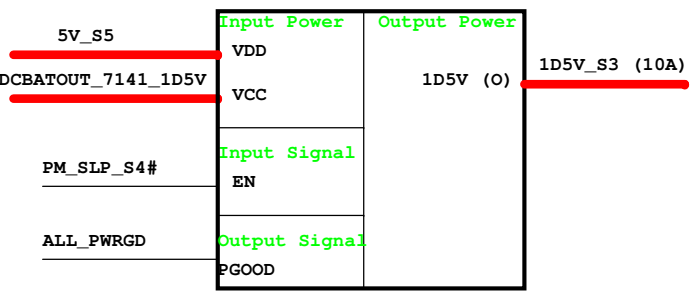 Input Power
Output Power
5V_S5
VDD
1D5V_S3 (10A)
DCBATOUT_7141_1D5V
VCC
1D5V (O)
Input Signal
PM_SLP_S4#
EN
ALL_PWRGD
Output Signal
PGOOD